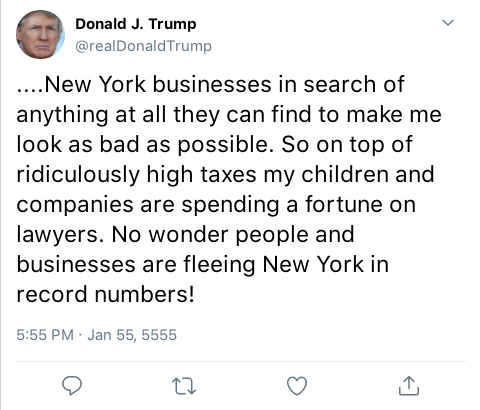 Donald J. Trump
@realDonaldTrump
....New York businesses in search of
anything at all they can find to make me
look as bad as possible. So on top of
ridiculously high taxes my children and
companies are spending a fortune on
lawyers. No wonder people and
businesses are fleeing New York in
record numbers!
5:55 PM · Jan 55, 5555